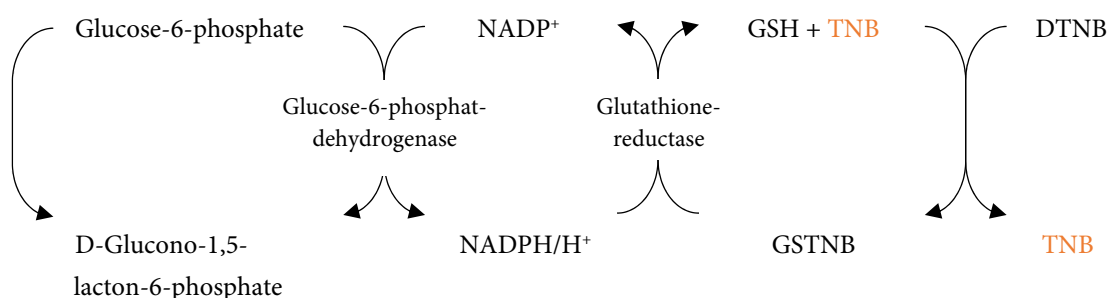 Glucose-6-phosphate NADP⁺ GSH + TNB DTNB
Glucose-6-phosphat-
dehydrogenase
Glutathione-
reductase
D-Glucono-1,5-
lacton-6-phosphate
NADPH/H⁺ GSTNB TNB